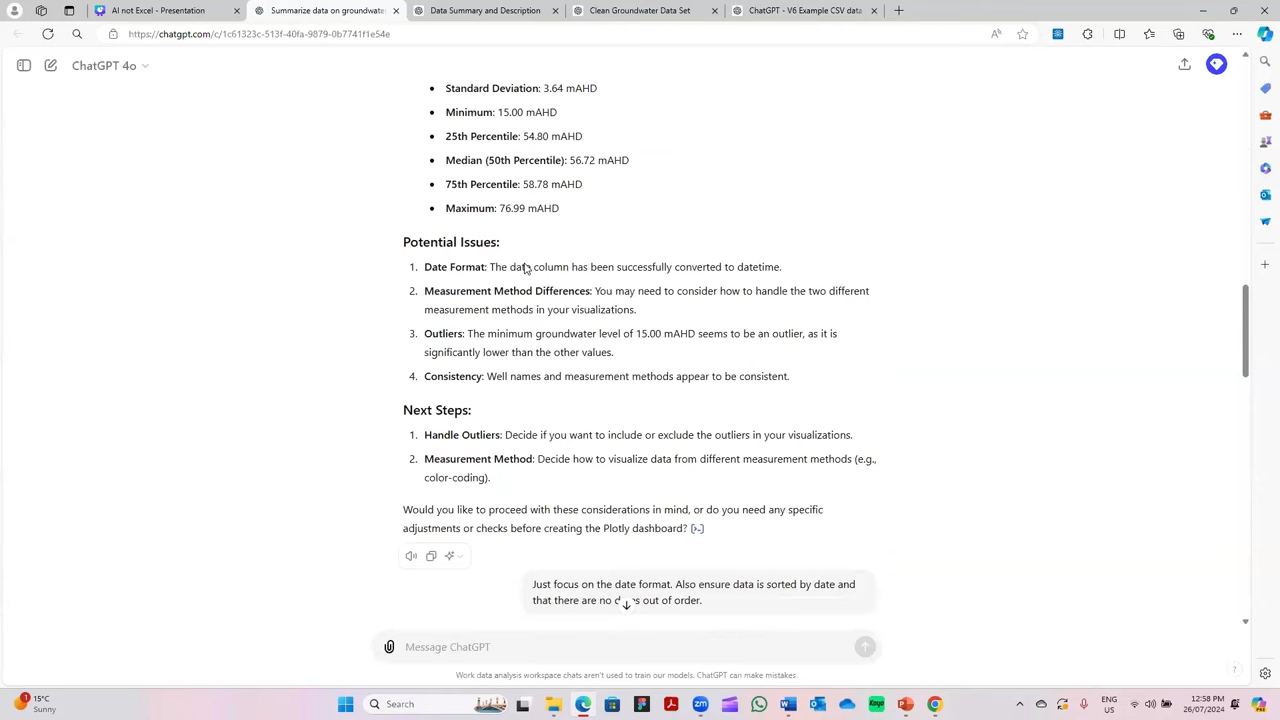 AI not Excel - Presentation
Summarize data on groundwate
Data Summary and Description
Clean Groundwater Data Set
ChatGPT - V6 Example CSV data
https://chatgpt.com/c/1c61323c-513f-40fa-9879-0b7741f1e54e
ChatGPT 4o
Standard Deviation: 3.64 mAHD
Minimum: 15.00 mAHD
25th Percentile: 54.80 mAHD
Median (50th Percentile): 56.72 mAHD
75th Percentile: 58.78 mAHD
Maximum: 76.99 mAHD
Potential Issues:
1. Date Format: The date column has been successfully converted to datetime.
2. Measurement Method Differences: You may need to consider how to handle the two different
measurement methods in your visualizations.
3. Outliers: The minimum groundwater level of 15.00 mAHD seems to be an outlier, as it is
significantly lower than the other values.
4. Consistency: Well names and measurement methods appear to be consistent.
Next Steps:
1. Handle Outliers: Decide if you want to include or exclude the outliers in your visualizations.
2. Measurement Method: Decide how to visualize data from different measurement methods (e.g.,
color-coding).
Would you like to proceed with these considerations in mind, or do you need any specific
adjustments or checks before creating the Plotly dashboard? [>-]
Just focus on the date format. Also ensure data is sorted by date and
that there are no dates out of order.
Message ChatGPT
Work data analysis workspace chats aren't used to train our models. ChatGPT can make mistakes.
?
1
15°C
Sunny
Search
zm
Kayo
ENG
US
12:58 PM
26/07/2024